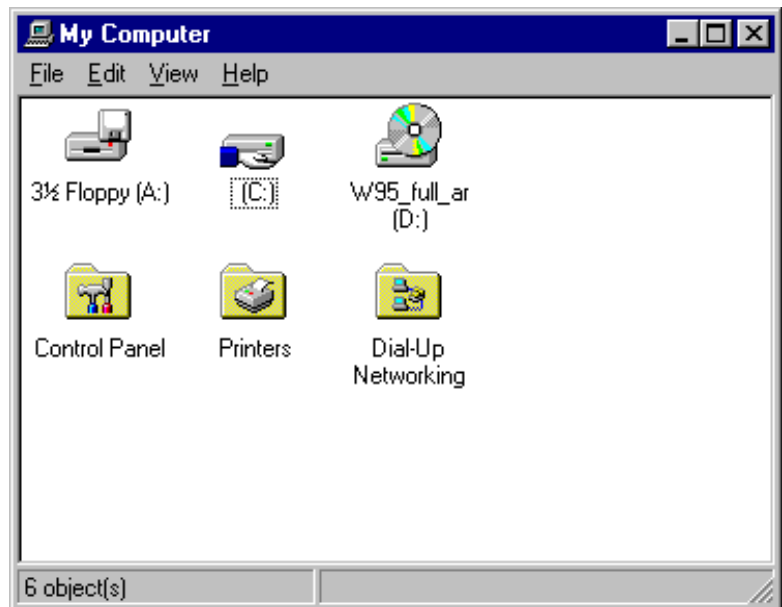 My Computer
File Edit View Help
3½ Floppy (A:)
(C:)
W95_full_ar
(D:)
Control Panel
Printers
Dial-Up
Networking
6 object(s)